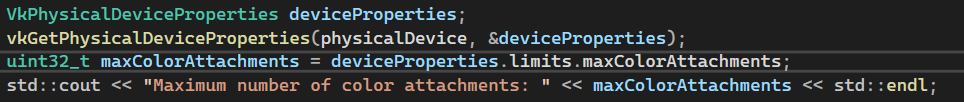 VkPhysicalDeviceProperties deviceProperties;
vkGetPhysicalDeviceProperties(physicalDevice, &deviceProperties);
uint32_t maxColorAttachments = deviceProperties.limits.maxColorAttachments;
std::cout << "Maximum number of color attachments: " << maxColorAttachments << std::endl;